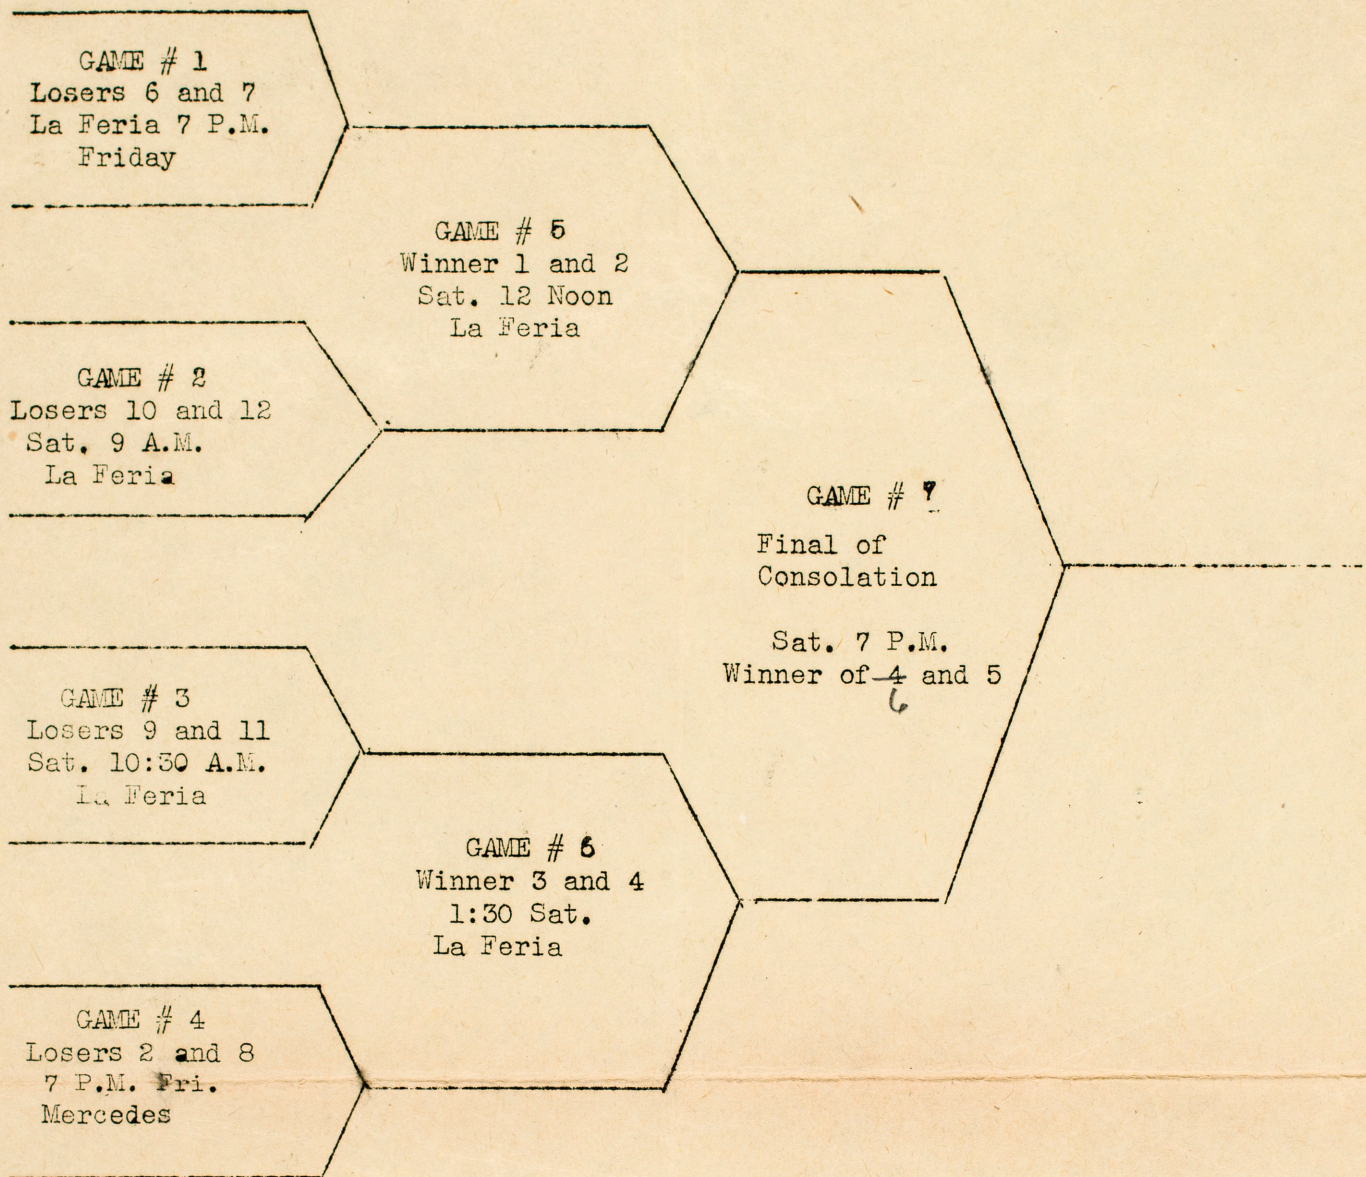 GAME # 1
Losers 6 and 7
La Feria 7 P.M.
Friday
GAME # 5
Winner 1 and 2
Sat. 12 Noon
La Feria
GAME # 2
Losers 10 and 12
Sat. 9 A.M.
La Feria
GAME # 7
Final of
Consolation
Sat. 7 P.M.
Winner of 4 and 5
6
GAME # 3
Losers 9 and 11
Sat. 10:30 A.M.
La Feria
GAME # 6
Winner 3 and 4
1:30 Sat.
La Feria
GAME # 4
Losers 2 and 8
7 P.M. Fri.
Mercedes